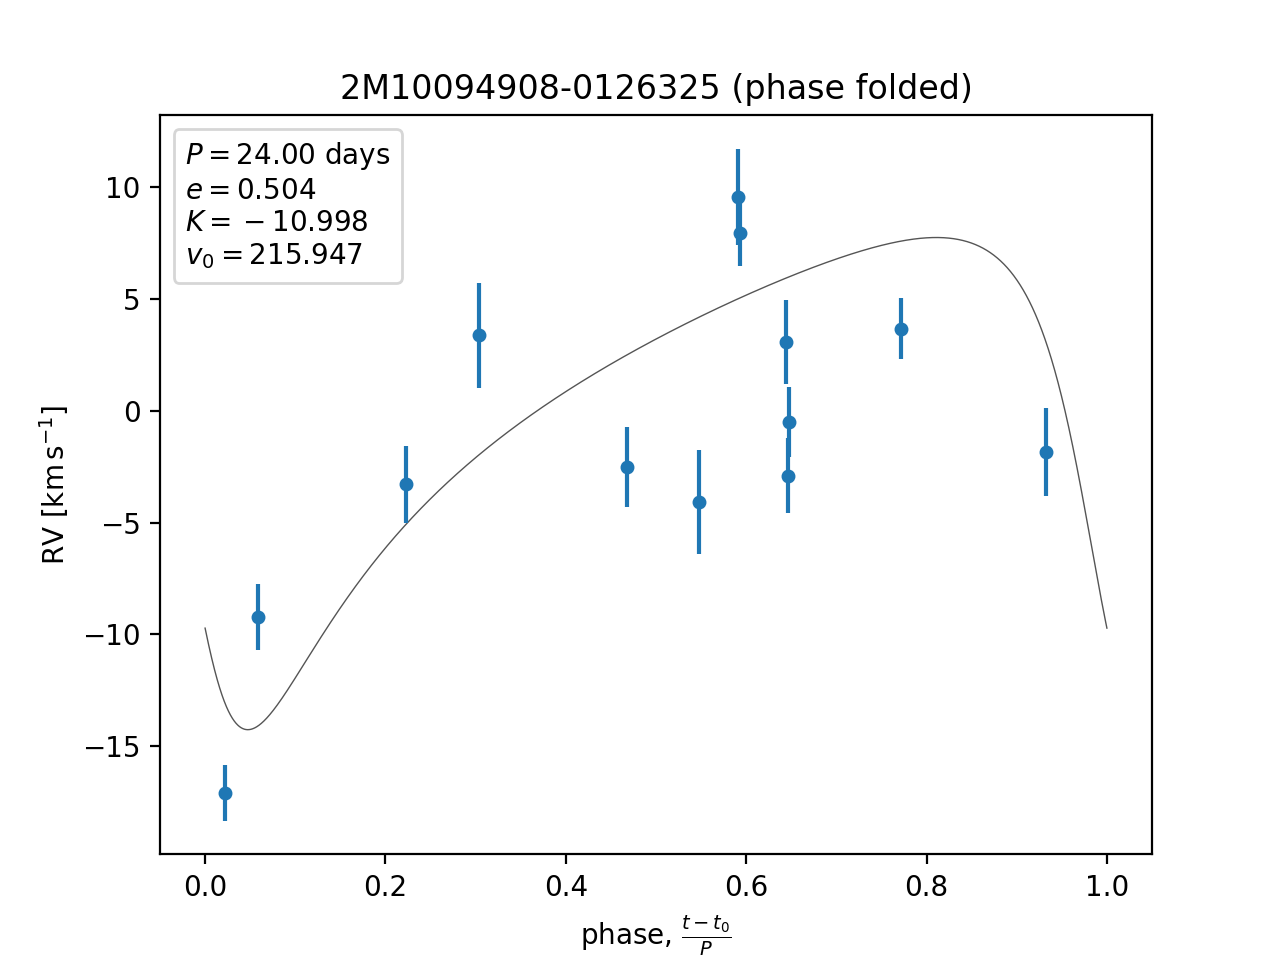 2M10094908-0126325 (phase folded)
P = 24.00 days
e = 0.504
K = − 10.998
v₀ = 215.947
10
5
0
−5
−10
−15
RV [km s⁻¹]
0.0 0.2 0.4 0.6 0.8 1.0
phase, (t − t₀)/P